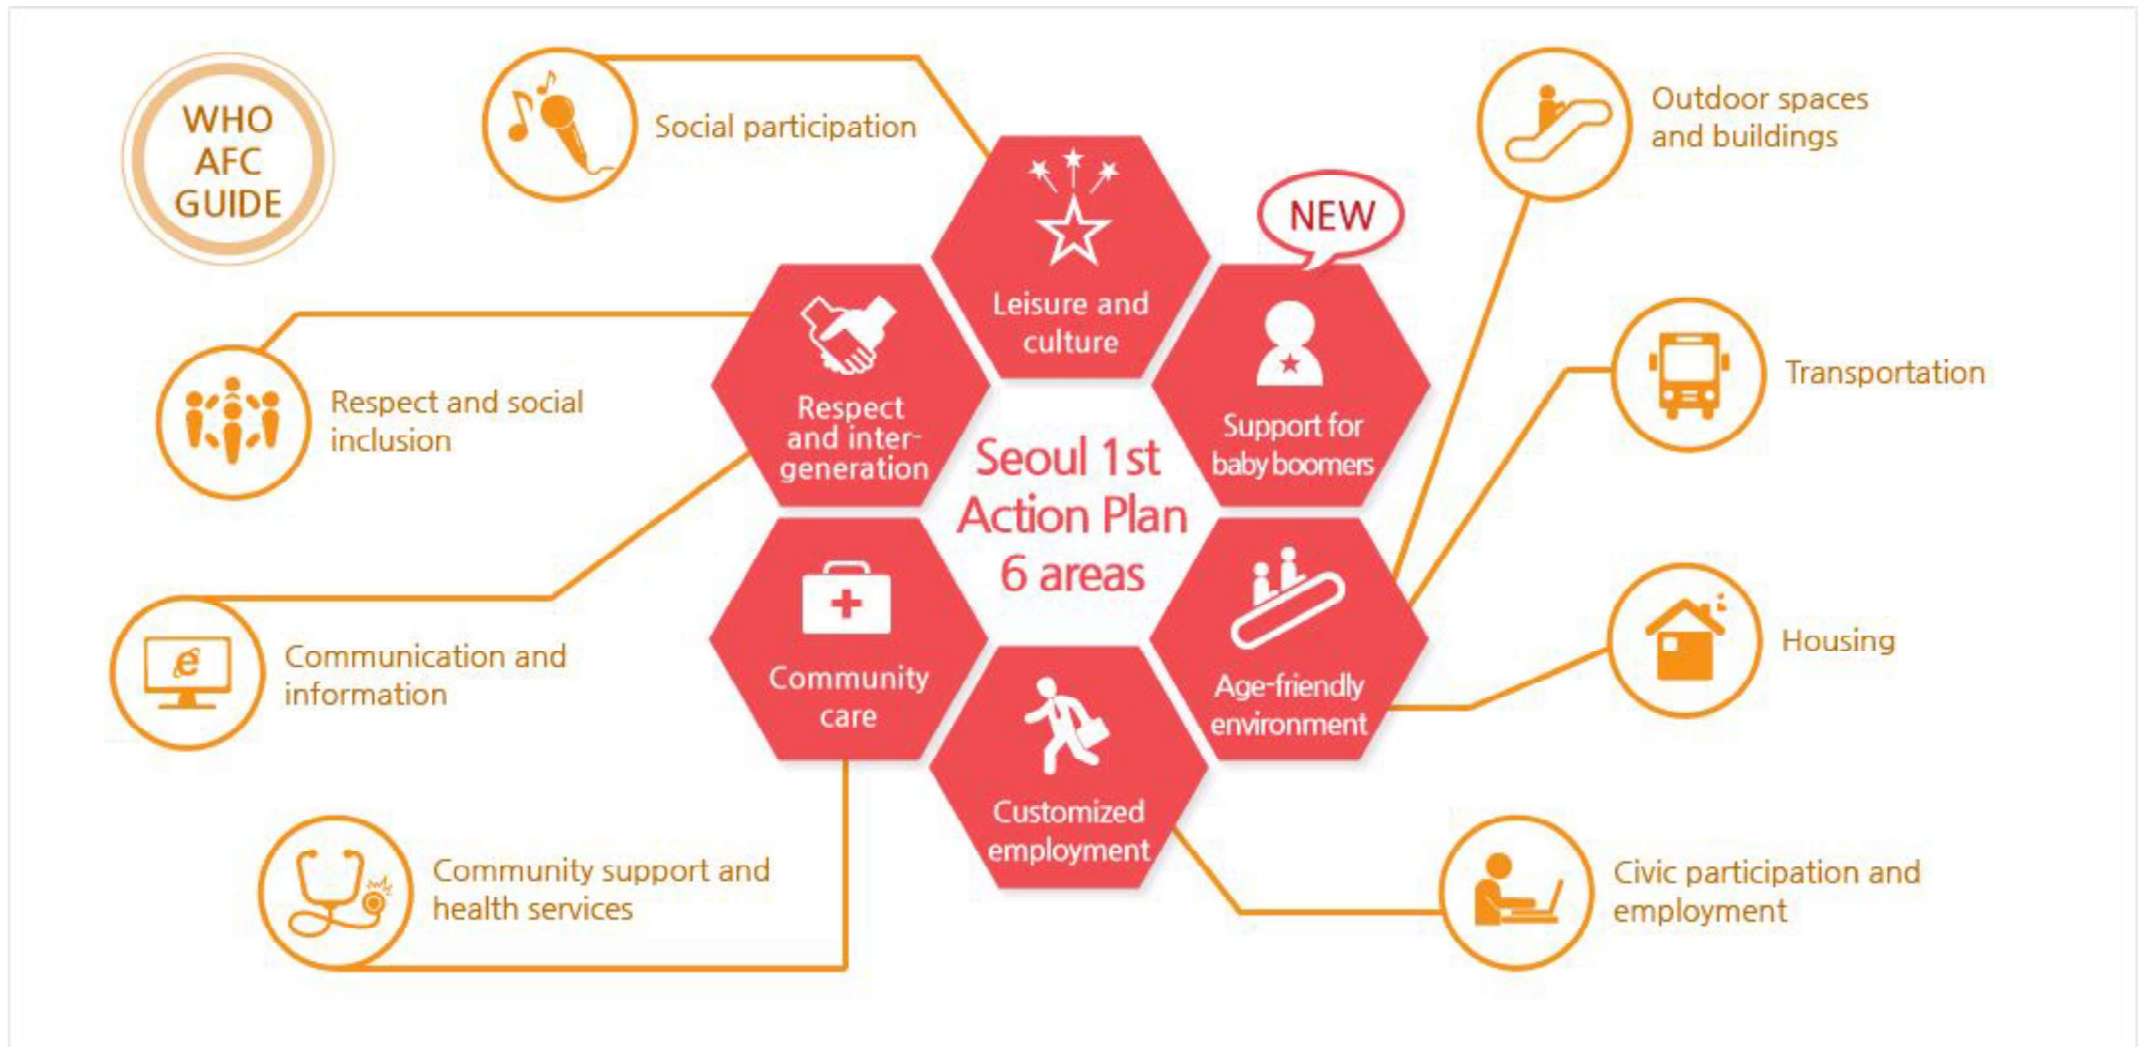 WHO
AFC
GUIDE
Social participation
Outdoor spaces
and buildings
NEW
Leisure and
culture
Respect
and inter-
generation
Support for
baby boomers
Respect and social
inclusion
Transportation
Seoul 1st
Action Plan
6 areas
Communication and
information
Housing
Community
care
Age-friendly
environment
Customized
employment
Community support and
health services
Civic participation and
employment